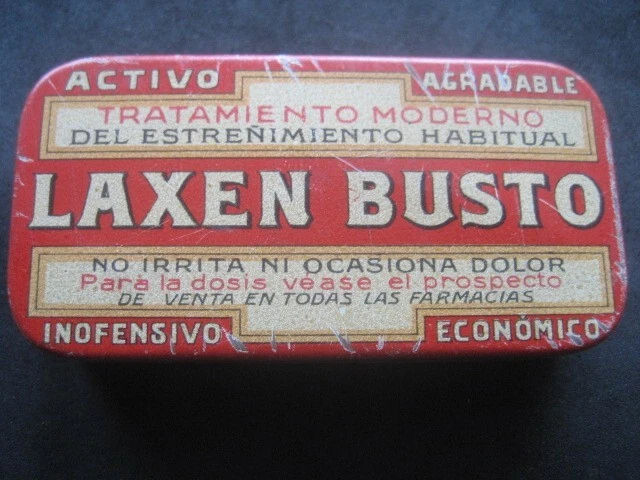 ACTIVO AGRADABLE
TRATAMIENTO MODERNO
DEL ESTREÑIMIENTO HABITUAL
LAXEN BUSTO
NO IRRITA NI OCASIONA DOLOR
Para la dosis vease el prospecto
DE VENTA EN TODAS LAS FARMACIAS
INOFENSIVO ECONÓMICO